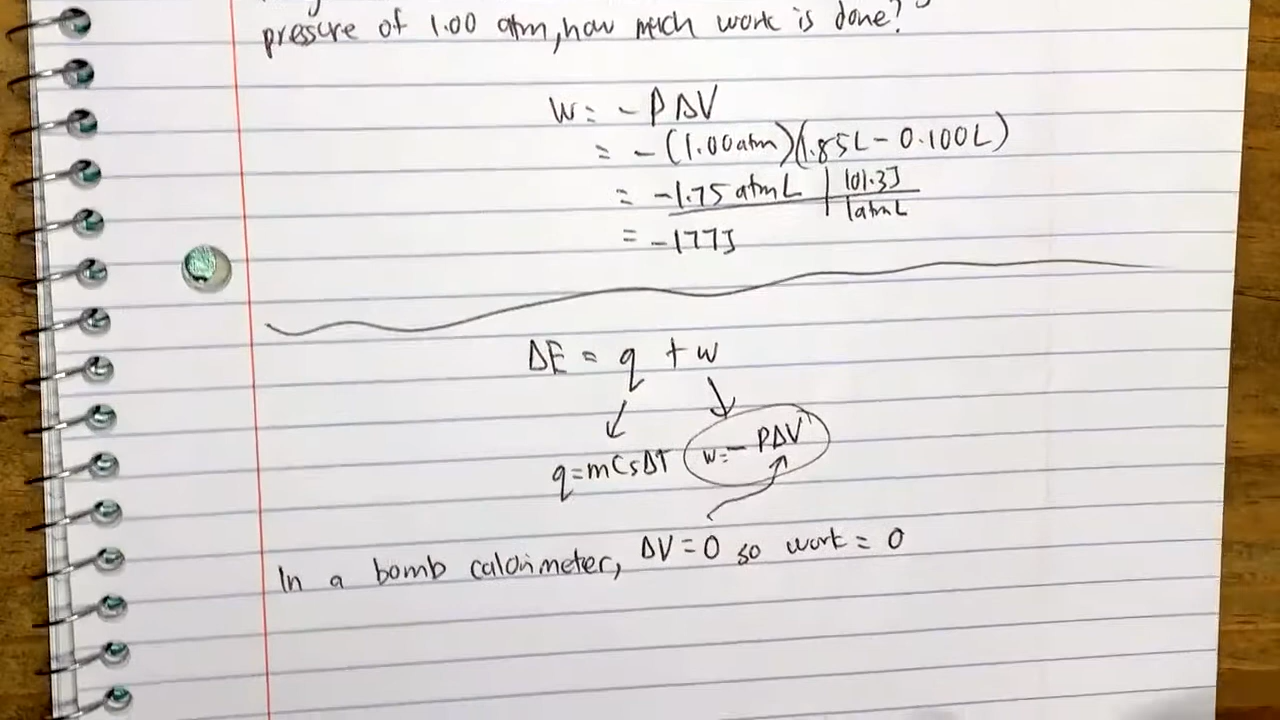 pressure of 1.00 atm, how much work is done?
W = - PΔV
= - (1.00atm)(1.85L - 0.100L)
= -1.75 atmL | 101.3J
1atmL
= -177J
ΔE = q + w
q=mCsΔT w=- PΔV
In a bomb calorimeter, ΔV=0 so work = 0